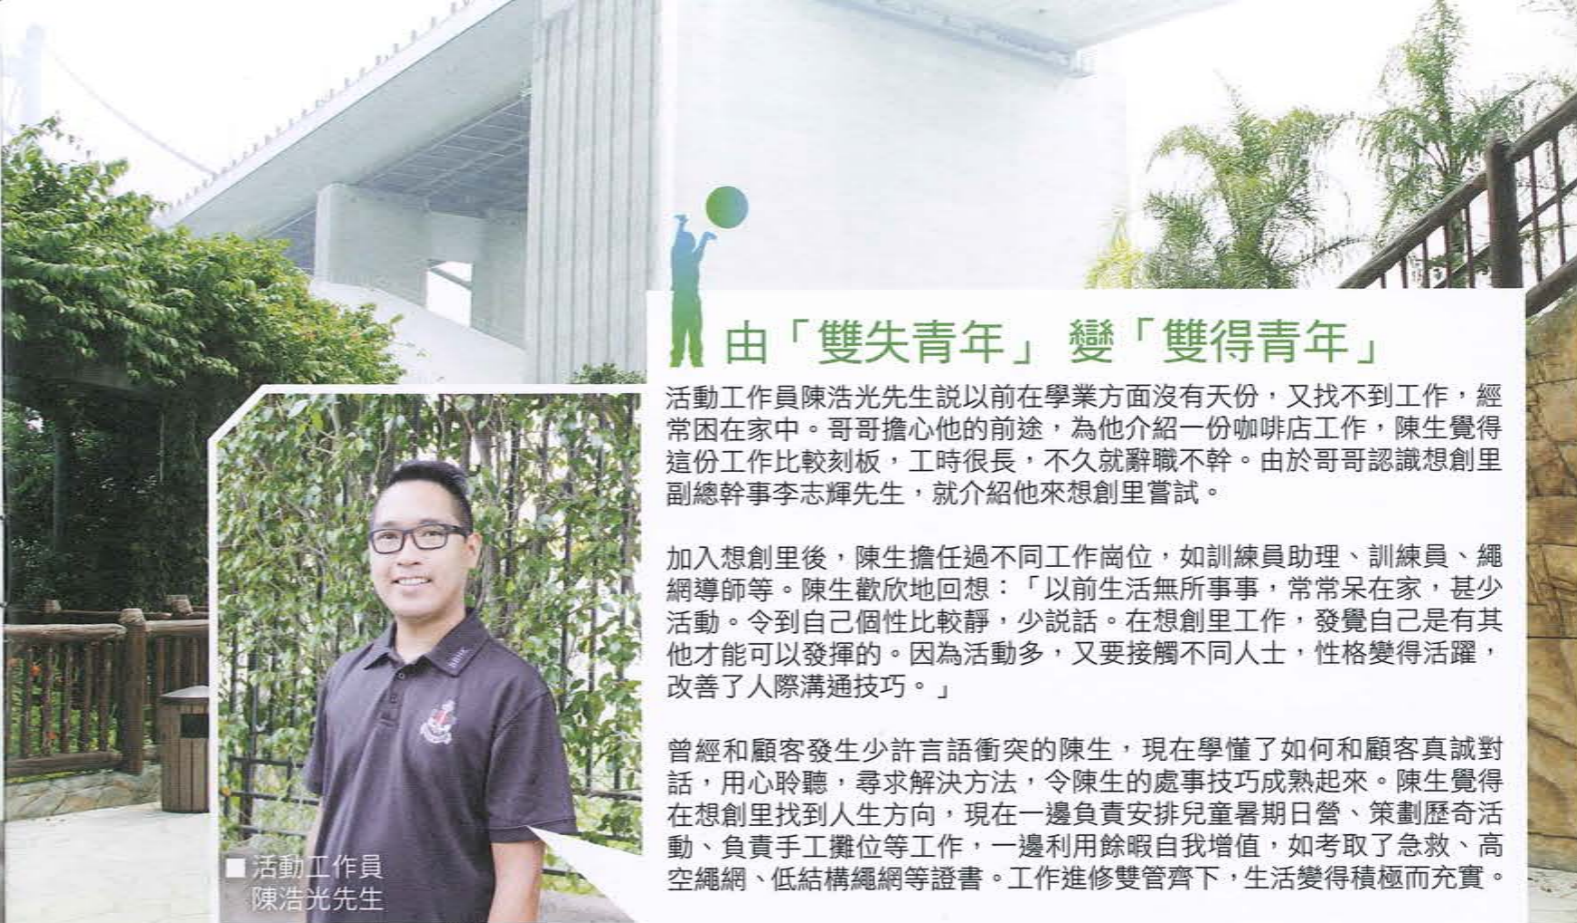 由「雙失青年」 變「雙得青年」
活動工作員陳浩光先生説以前在學業方面沒有天份，又找不到工作，經
常困在家中。哥哥擔心他的前途，為他介紹一份咖啡店工作，陳生覺得
這份工作比較刻板，工時很長，不久就辭職不幹。由於哥哥認識想創里
副總幹事李志輝先生，就介紹他來想創里嘗試。
加入想創里後，陳生擔任過不同工作崗位，如訓練員助理、訓練員、繩
網導師等。陳生歡欣地回想：「以前生活無所事事，常常呆在家，甚少
活動。令到自己個性比較靜，少説話。在想創里工作，發覺自己是有其
他才能可以發揮的。因為活動多，又要接觸不同人士，性格變得活躍，
改善了人際溝通技巧。」
曾經和顧客發生少許言語衝突的陳生，現在學懂了如何和顧客真誠對
話，用心聆聽，尋求解決方法，令陳生的處事技巧成熟起來。陳生覺得
在想創里找到人生方向，現在一邊負責安排兒童暑期日營、策劃歷奇活
動、負責手工攤位等工作，一邊利用餘暇自我增值，如考取了急救、高
空繩網、低結構繩網等證書。工作進修雙管齊下，生活變得積極而充實。
■ 活動工作員
陳浩光先生